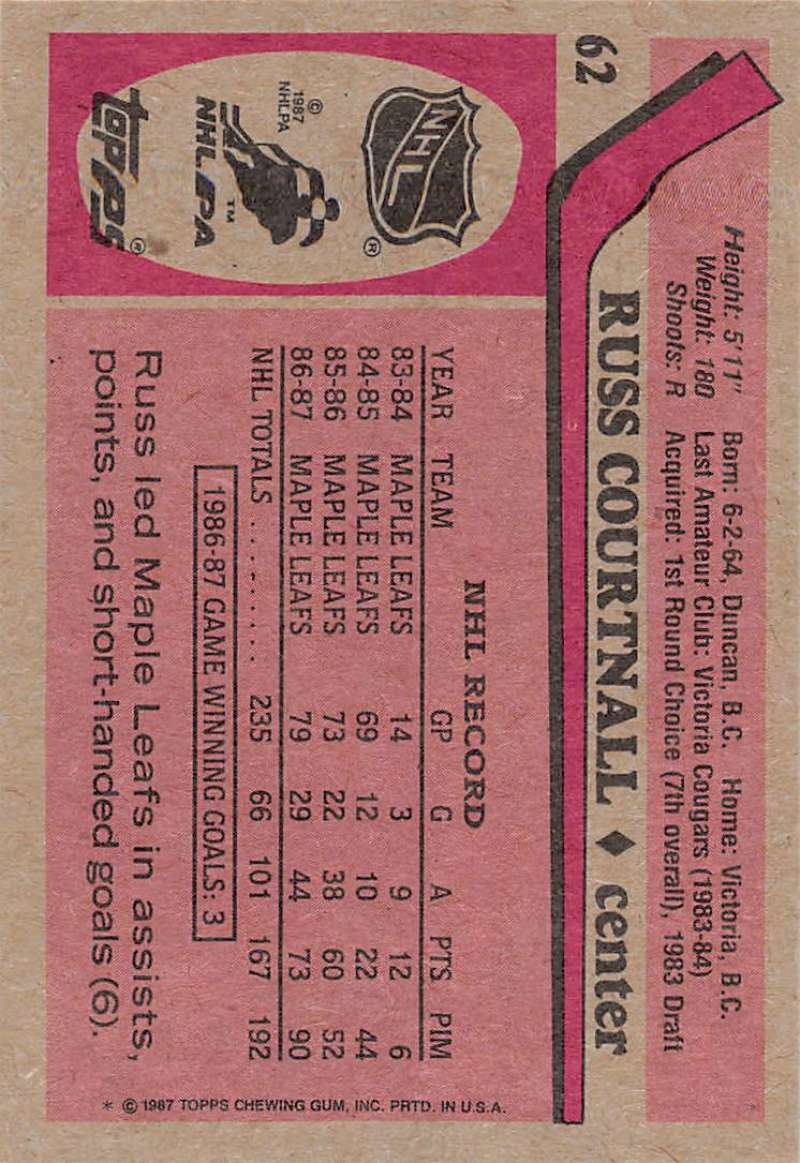 62
Height: 5'11" Born: 6-2-64, Duncan, B.C. Home: Victoria, B.C.
Weight: 180 Last Amateur Club: Victoria Cougars (1983-84)
Shoots: R Acquired: 1st Round Choice (7th overall), 1983 Draft
RUSS COURTNALL ♦ center
NHL
®
© 1987
NHLPA
TM
NHLPA
TOPPS
®
NHL RECORD
YEAR TEAM GP G A PTS PIM
83-84 MAPLE LEAFS 14 3 9 12 6
84-85 MAPLE LEAFS 69 12 10 22 44
85-86 MAPLE LEAFS 73 22 38 60 52
86-87 MAPLE LEAFS 79 29 44 73 90
NHL TOTALS .......... 235 66 101 167 192
1986-87 GAME WINNING GOALS: 3
Russ led Maple Leafs in assists,
points, and short-handed goals (6).
* © 1987 TOPPS CHEWING GUM, INC. PRTD. IN U.S.A.